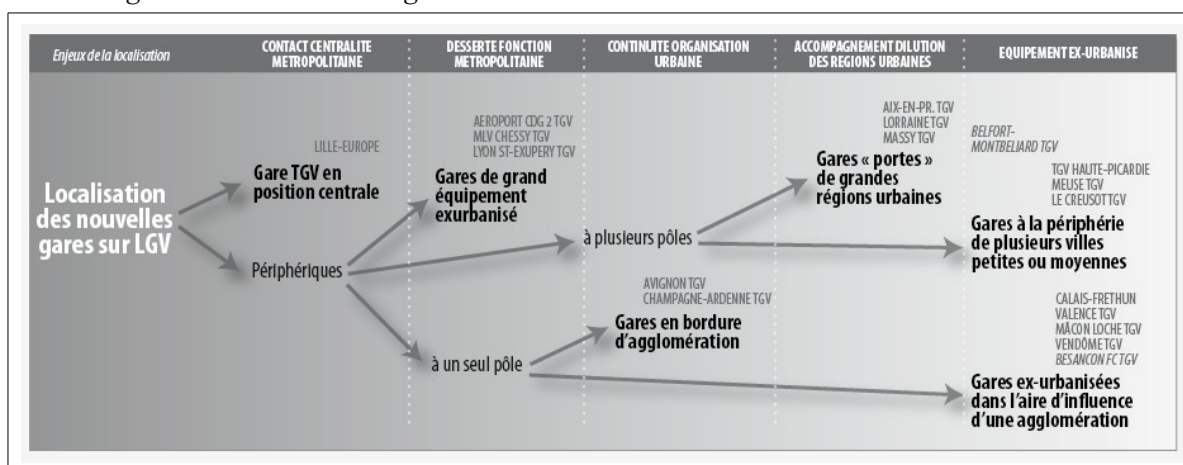 Enjeux de la localisation
CONTACT CENTRALITE
METROPOLITAINE
DESSERTE FONCTION
METROPOLITAINE
CONTINUITE ORGANISATION
URBAINE
ACCOMPAGNEMENT DILUTION
DES REGIONS URBAINES
EQUIPEMENT EX-URBANISE
Localisation
des nouvelles
gares sur LGV
LILLE-EUROPE
Gare TGV en
position centrale
Périphériques
AEROPORT CDG 2 TGV
MLV CHESSY TGV
LYON ST-EXUPERY TGV
Gares de grand
équipement
exurbanisé
à plusieurs pôles
AIX-EN-PR. TGV
LORRAINE TGV
MASSY TGV
Gares « portes »
de grandes
régions urbaines
BELFORT-
MONTBELIARD TGV
TGV HAUTE-PICARDIE
MEUSE TGV
LE CREUSOT TGV
Gares à la périphérie
de plusieurs villes
petites ou moyennes
à un seul pôle
AVIGNON TGV
CHAMPAGNE-ARDENNE TGV
Gares en bordure
d'agglomération
CALAIS-FRETHUN
VALENCE TGV
MÂCON LOCHE TGV
VENDÔME TGV
BESANCON FC TGV
Gares ex-urbanisées
dans l'aire d'influence
d'une agglomération